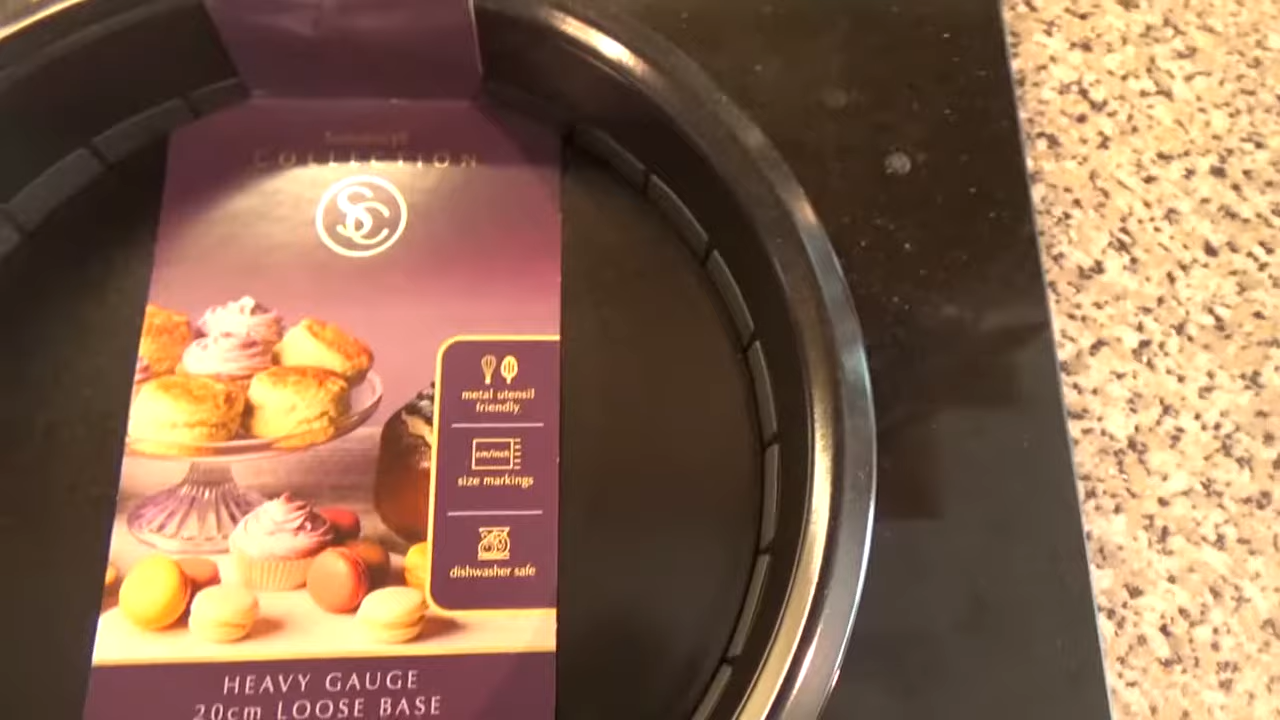 COLLECTION
SC
metal utensil
friendly
cm/inch
size markings
dishwasher safe
HEAVY GAUGE
20cm LOOSE BASE